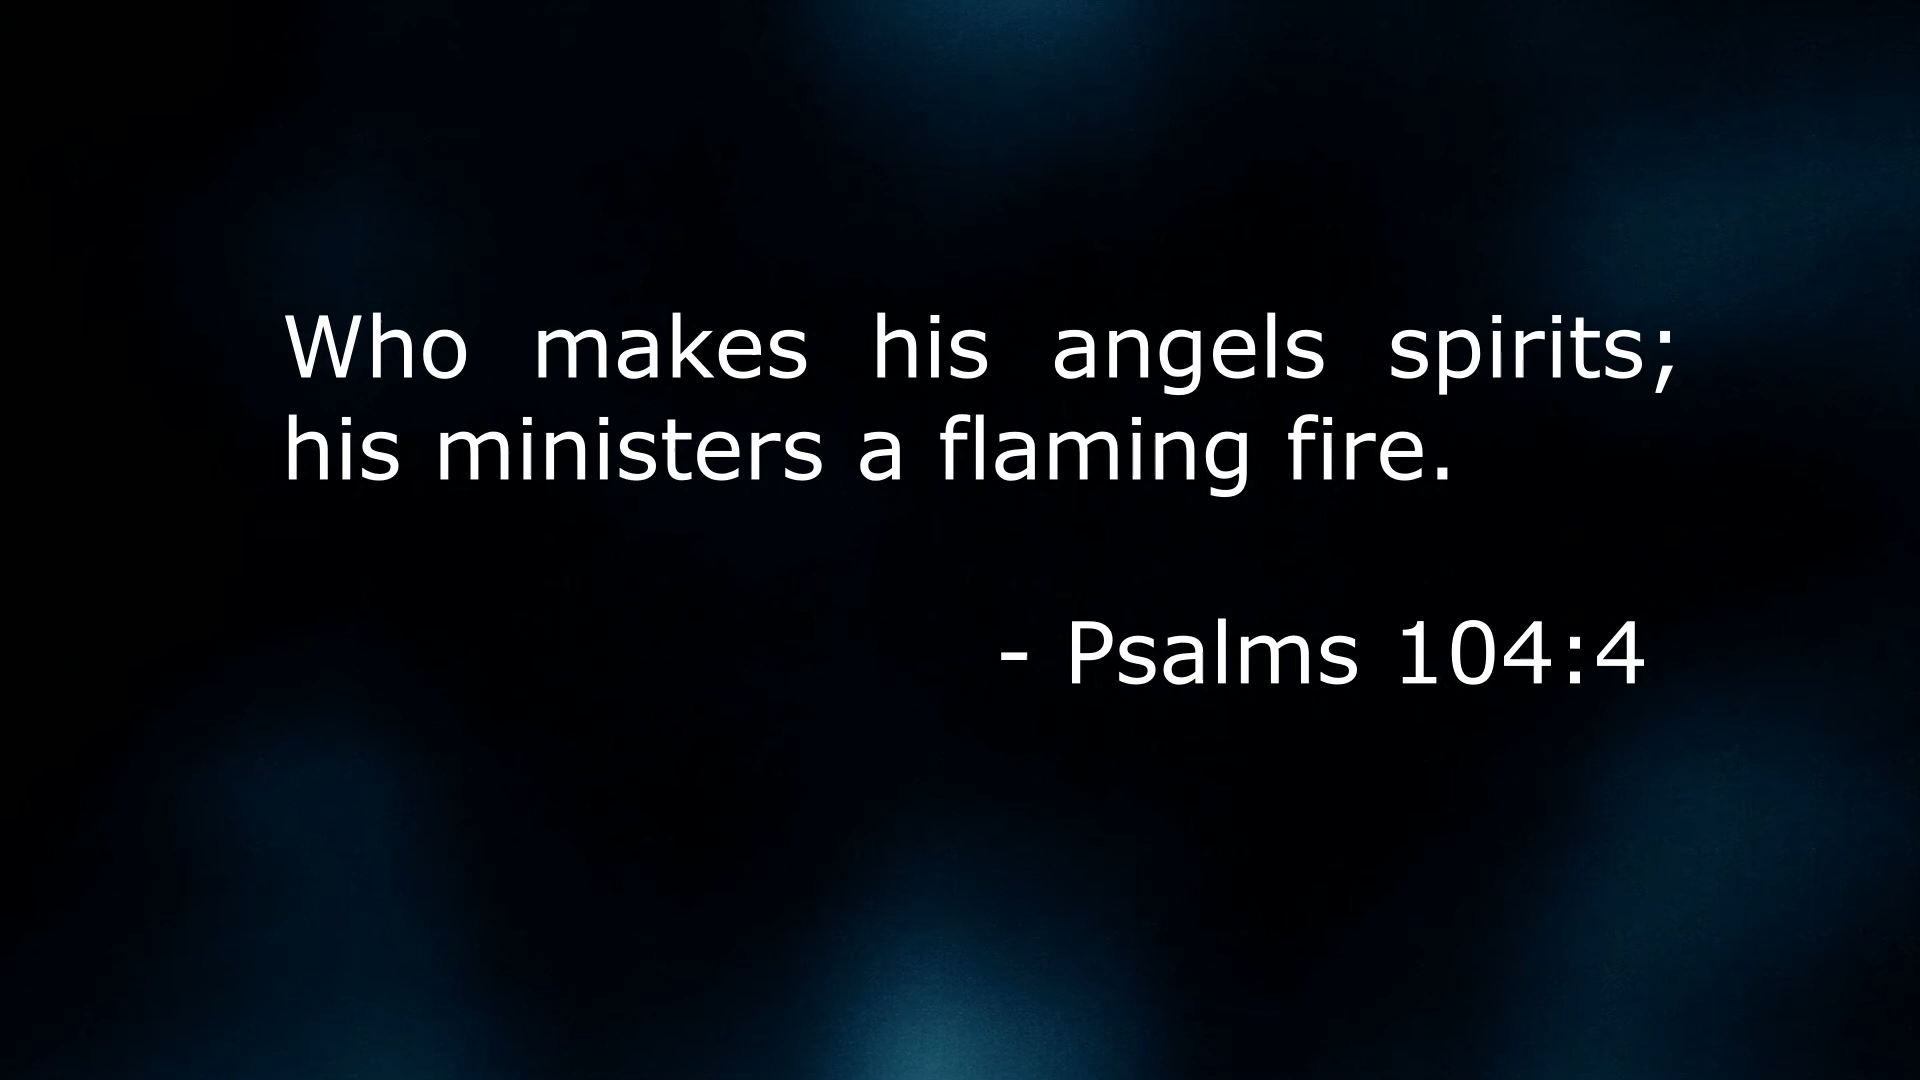 Who makes his angels spirits;
his ministers a flaming fire.
- Psalms 104:4